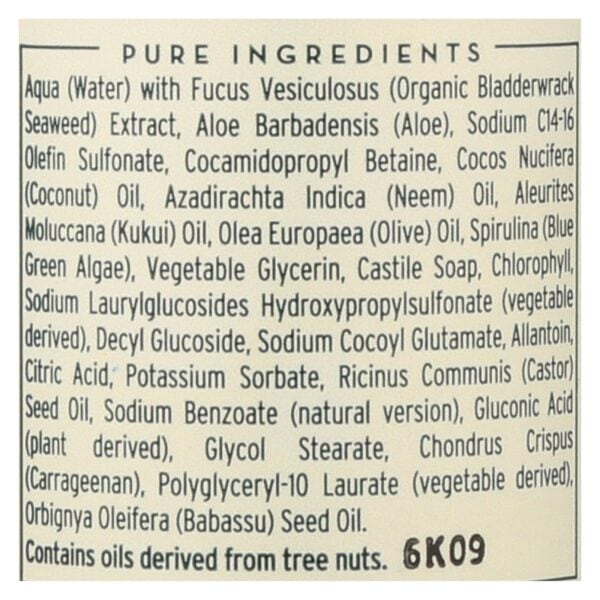 PURE INGREDIENTS
Aqua (Water) with Fucus Vesiculosus (Organic Bladderwrack
Seaweed) Extract, Aloe Barbadensis (Aloe), Sodium C14-16
Olefin Sulfonate, Cocamidopropyl Betaine, Cocos Nucifera
(Coconut) Oil, Azadirachta Indica (Neem) Oil, Aleurites
Moluccana (Kukui) Oil, Olea Europaea (Olive) Oil, Spirulina (Blue
Green Algae), Vegetable Glycerin, Castile Soap, Chlorophyll,
Sodium Laurylglucosides Hydroxypropylsulfonate (vegetable
derived), Decyl Glucoside, Sodium Cocoyl Glutamate, Allantoin,
Citric Acid, Potassium Sorbate, Ricinus Communis (Castor)
Seed Oil, Sodium Benzoate (natural version), Gluconic Acid
(plant derived), Glycol Stearate, Chondrus Crispus
(Carrageenan), Polyglyceryl-10 Laurate (vegetable derived),
Orbignya Oleifera (Babassu) Seed Oil.
Contains oils derived from tree nuts. 6K09